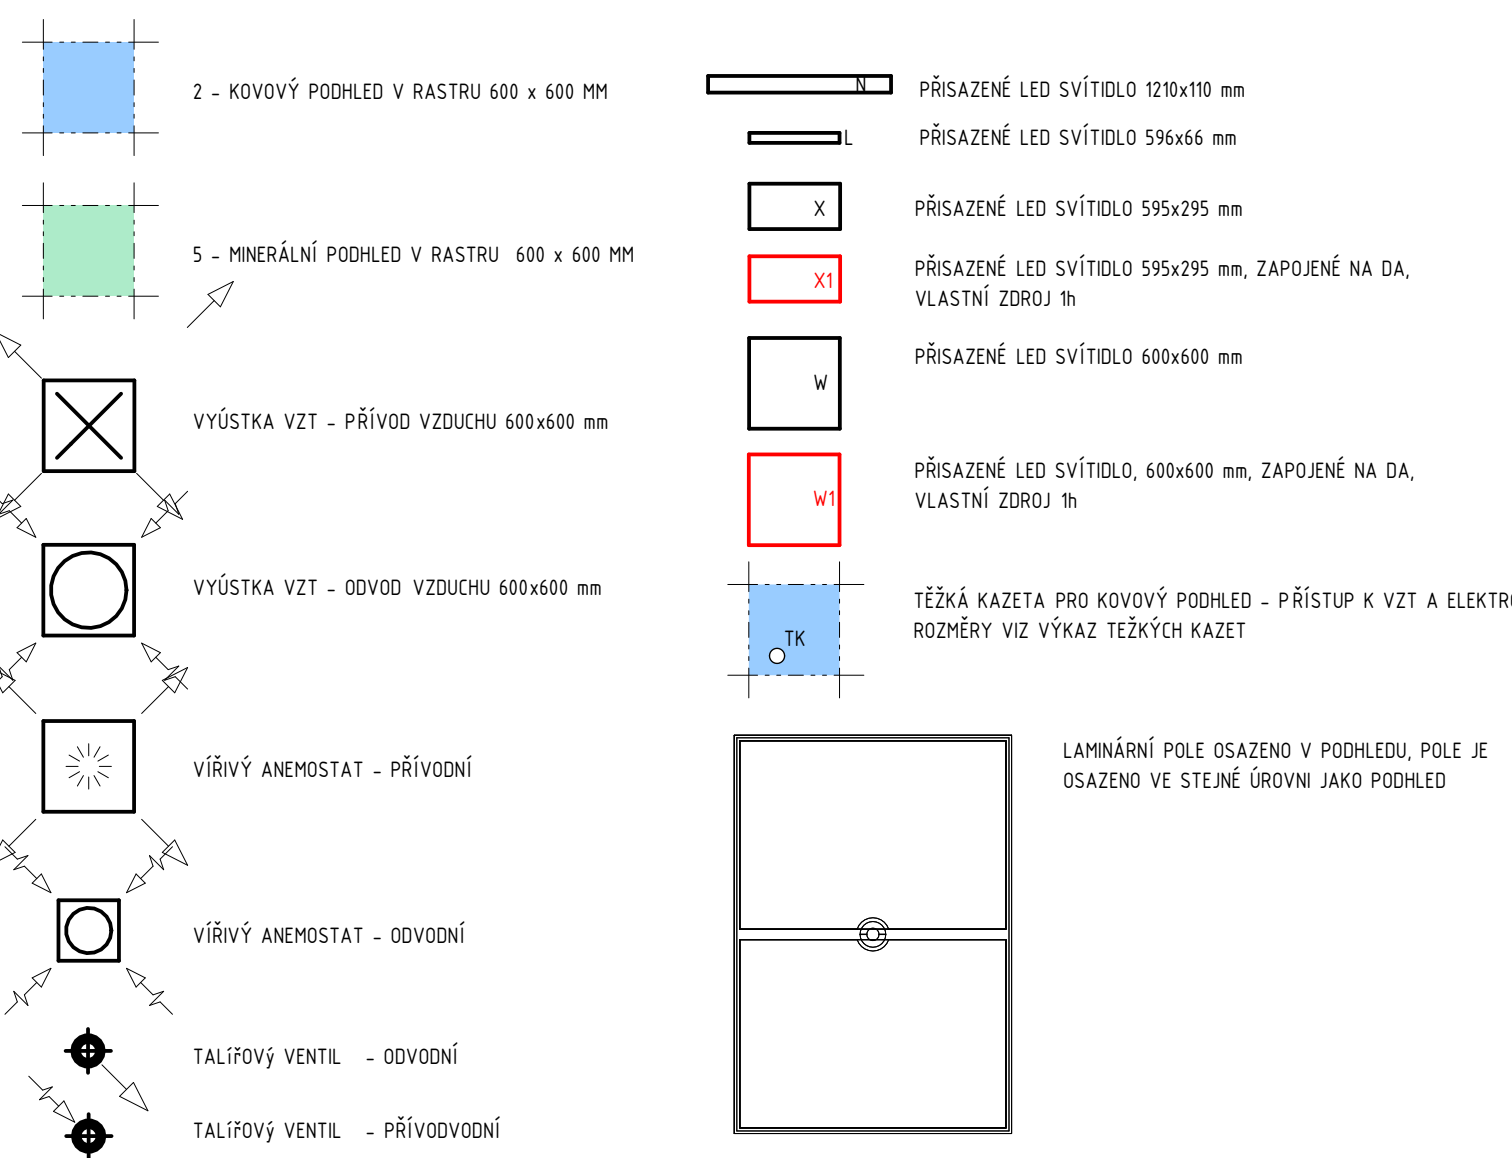 2 - KOVOVÝ PODHLED V RASTRU 600 x 600 MM
5 - MINERÁLNÍ PODHLED V RASTRU 600 x 600 MM
VYÚSTKA VZT - PŘÍVOD VZDUCHU 600x600 mm
VYÚSTKA VZT - ODVOD VZDUCHU 600x600 mm
VÍŘIVÝ ANEMOSTAT - PŘÍVODNÍ
VÍŘIVÝ ANEMOSTAT - ODVODNÍ
TALířOVý VENTIL - ODVODNÍ
TALířOVý VENTIL - PŘÍVODVODNÍ
N
PŘISAZENÉ LED SVÍTIDLO 1210x110 mm
L
PŘISAZENÉ LED SVÍTIDLO 596x66 mm
X
PŘISAZENÉ LED SVÍTIDLO 595x295 mm
X1
PŘISAZENÉ LED SVÍTIDLO 595x295 mm, ZAPOJENÉ NA DA,
VLASTNÍ ZDROJ 1h
W
PŘISAZENÉ LED SVÍTIDLO 600x600 mm
W1
PŘISAZENÉ LED SVÍTIDLO, 600x600 mm, ZAPOJENÉ NA DA,
VLASTNÍ ZDROJ 1h
TK
TĚŽKÁ KAZETA PRO KOVOVÝ PODHLED - PŘÍSTUP K VZT A ELEKTRO
ROZMĚRY VIZ VÝKAZ TEŽKÝCH KAZET
LAMINÁRNÍ POLE OSAZENO V PODHLEDU, POLE JE
OSAZENO VE STEJNÉ ÚROVNI JAKO PODHLED